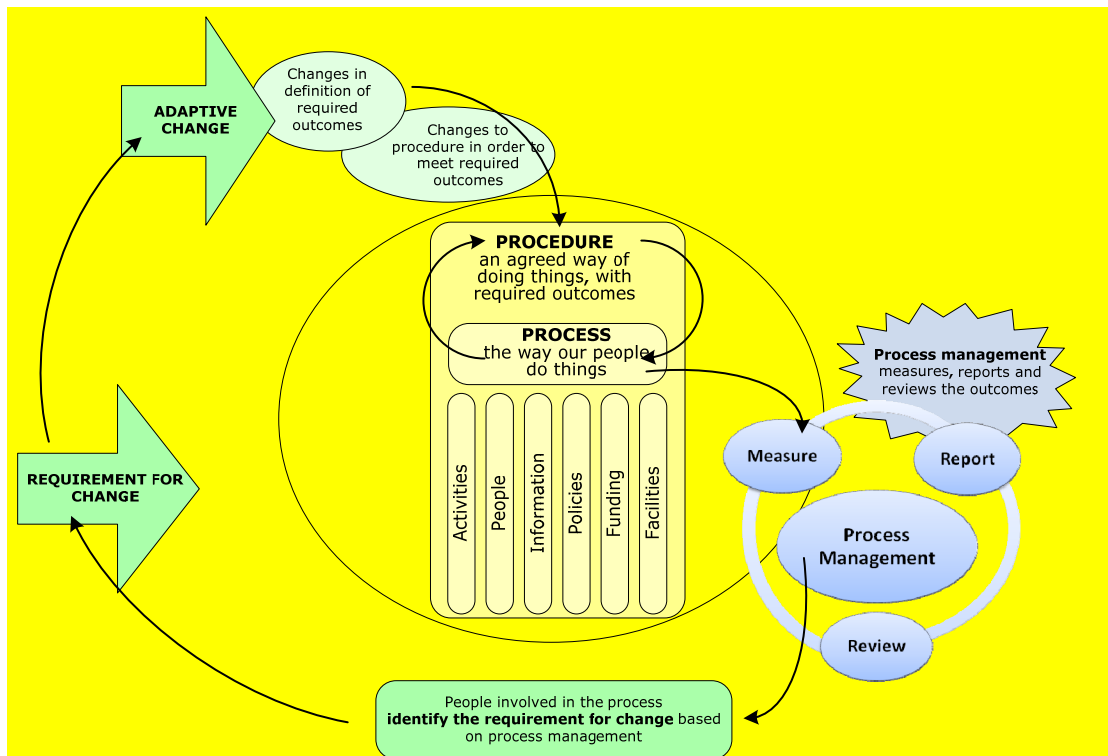 ADAPTIVE
CHANGE
Changes in
definition of
required
outcomes
Changes to
procedure in order to
meet required
outcomes
PROCEDURE
an agreed way of
doing things, with
required outcomes
PROCESS
the way our people
do things
Activities
People
Information
Policies
Funding
Facilities
Process management
measures, reports and
reviews the outcomes
Measure
Report
Process
Management
Review
REQUIREMENT FOR
CHANGE
People involved in the process
identify the requirement for change based
on process management